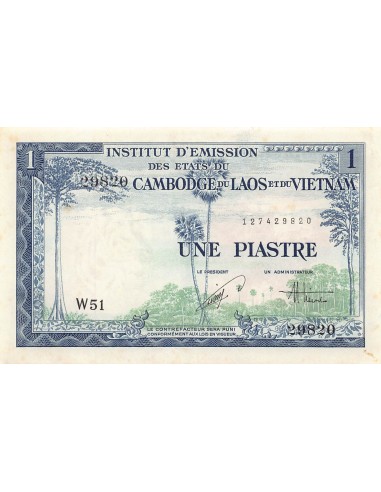 1 INSTITUT D'EMISSION 1
DES ETATS DU
29820
CAMBODGE DU LAOS ET DU VIETNAM
127429820
UNE PIASTRE
LE PRESIDENT UN ADMINISTRATEUR
W51
29820
LE CONTREFACTEUR SERA PUNI
CONFORMÉMENT AUX LOIS EN VIGUEUR